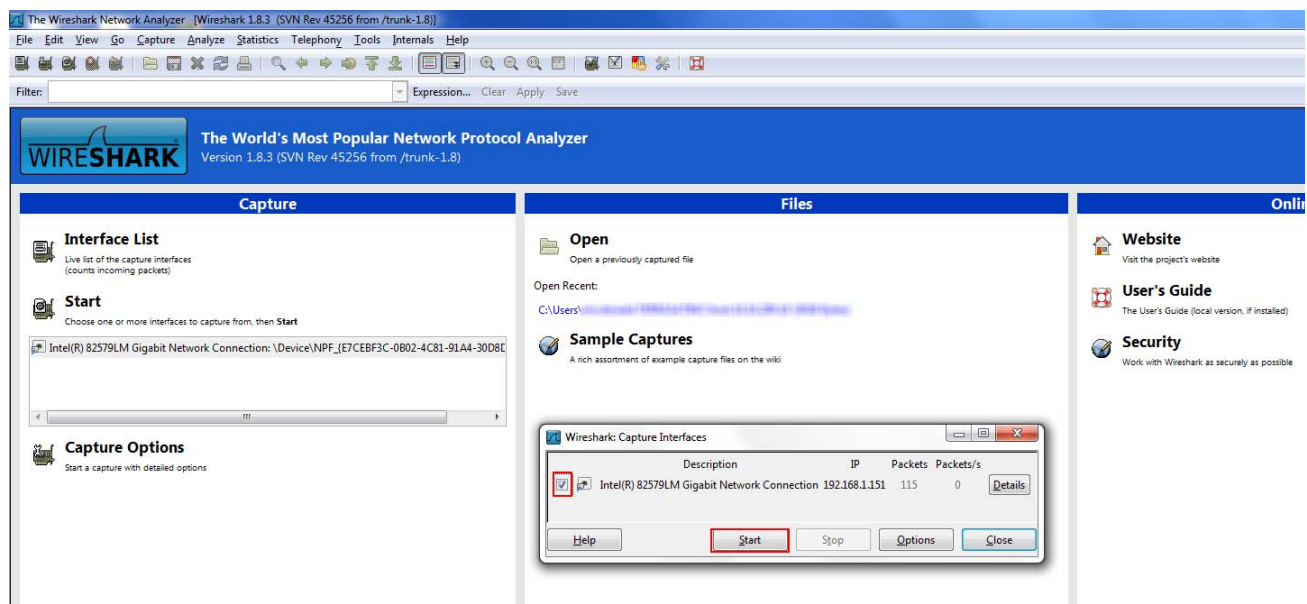 The Wireshark Network Analyzer [Wireshark 1.8.3 (SVN Rev 45256 from /trunk-1.8)]
File Edit View Go Capture Analyze Statistics Telephony Tools Internals Help
Filter: Expression... Clear Apply Save
WIRESHARK
The World's Most Popular Network Protocol Analyzer
Version 1.8.3 (SVN Rev 45256 from /trunk-1.8)
Capture
Interface List
Live list of the capture interfaces
(counts incoming packets)
Start
Choose one or more interfaces to capture from, then Start
Intel(R) 82579LM Gigabit Network Connection: \Device\NPF_{E7CEBF3C-0B02-4C81-91A4-30D8D
Capture Options
Start a capture with detailed options
Files
Open
Open a previously captured file
Open Recent:
C:\Users\
Sample Captures
A rich assortment of example capture files on the wiki
Wireshark: Capture Interfaces
Description IP Packets Packets/s
Intel(R) 82579LM Gigabit Network Connection 192.168.1.151 115 0 Details
Help Start Stop Options Close
Onlin
Website
Visit the project's website
User's Guide
The User's Guide (local version, if installed)
Security
Work with Wireshark as securely as possible